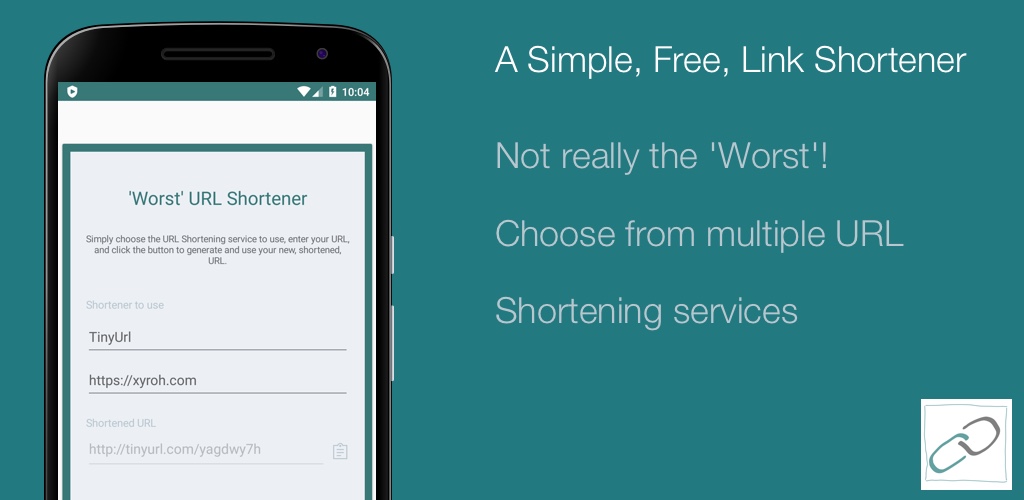 10:04
'Worst' URL Shortener
Simply choose the URL Shortening service to use, enter your URL,
and click the button to generate and use your new, shortened,
URL.
Shortener to use
TinyUrl
https://xyroh.com
Shortened URL
http://tinyurl.com/yagdwy7h
A Simple, Free, Link Shortener
Not really the 'Worst'!
Choose from multiple URL
Shortening services